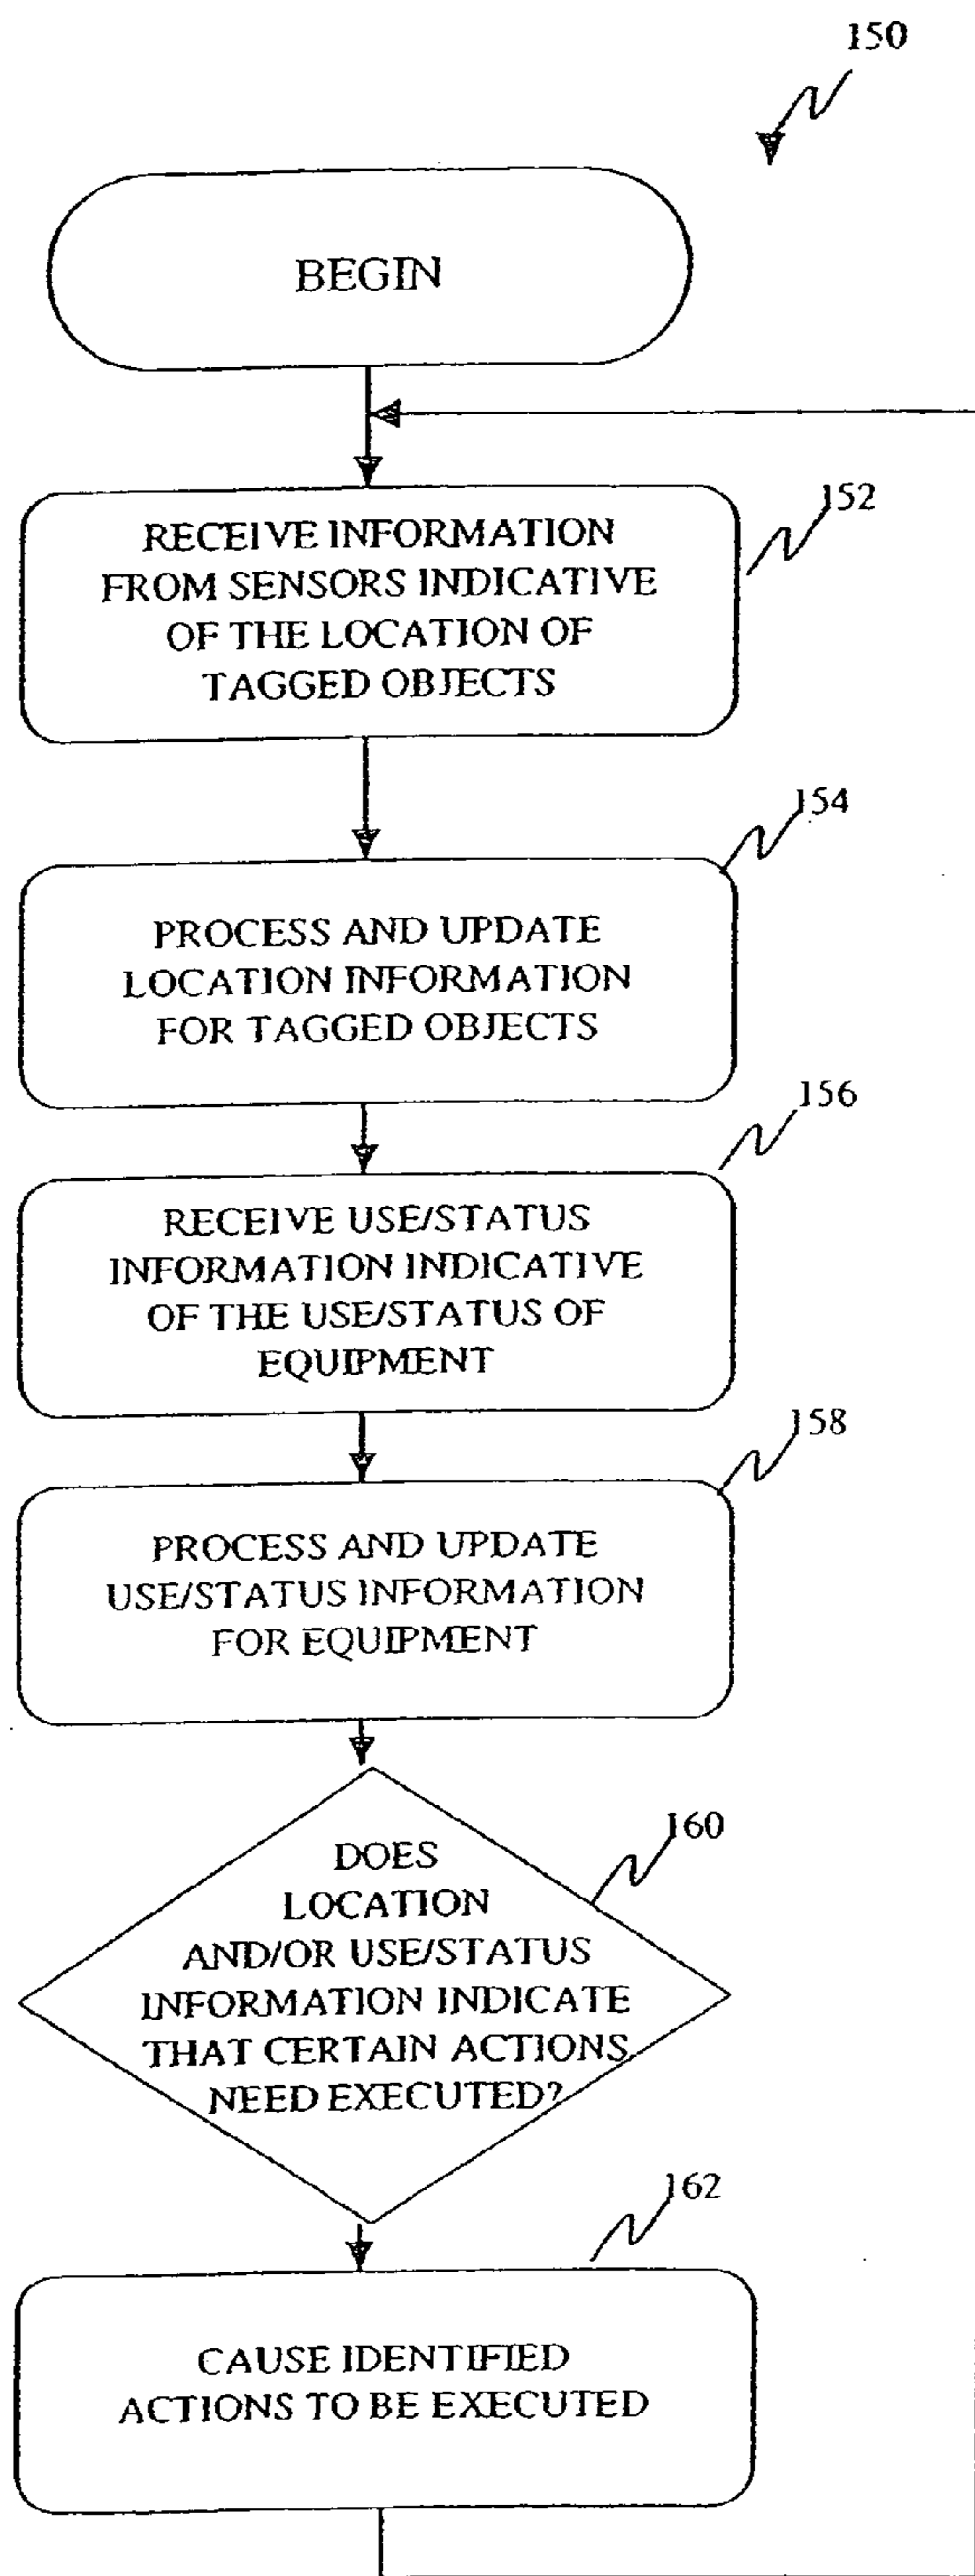 150
BEGIN
152
RECEIVE INFORMATION
FROM SENSORS INDICATIVE
OF THE LOCATION OF
TAGGED OBJECTS
154
PROCESS AND UPDATE
LOCATION INFORMATION
FOR TAGGED OBJECTS
156
RECEIVE USE/STATUS
INFORMATION INDICATIVE
OF THE USE/STATUS OF
EQUIPMENT
158
PROCESS AND UPDATE
USE/STATUS INFORMATION
FOR EQUIPMENT
160
DOES
LOCATION
AND/OR USE/STATUS
INFORMATION INDICATE
THAT CERTAIN ACTIONS
NEED EXECUTED?
162
CAUSE IDENTIFIED
ACTIONS TO BE EXECUTED